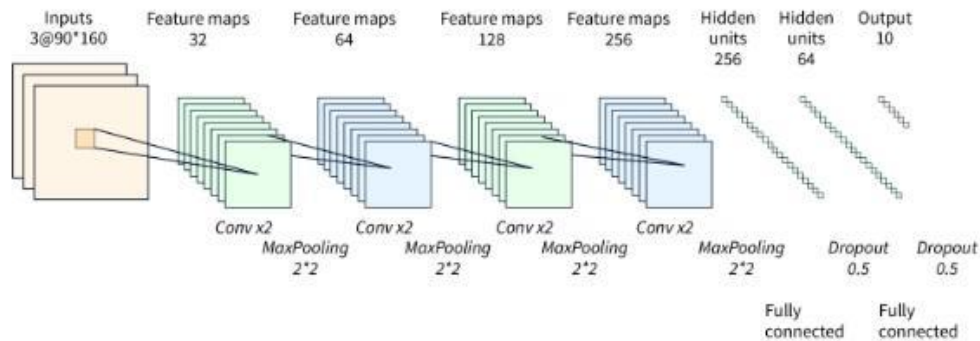 Inputs
3@90*160
Feature maps
32
Feature maps
64
Feature maps
128
Feature maps
256
Hidden
units
256
Hidden
units
64
Output
10
Conv x2
Conv x2
Conv x2
Conv x2
MaxPooling
2*2
MaxPooling
2*2
MaxPooling
2*2
MaxPooling
2*2
Dropout
0.5
Dropout
0.5
Fully
connected
Fully
connected